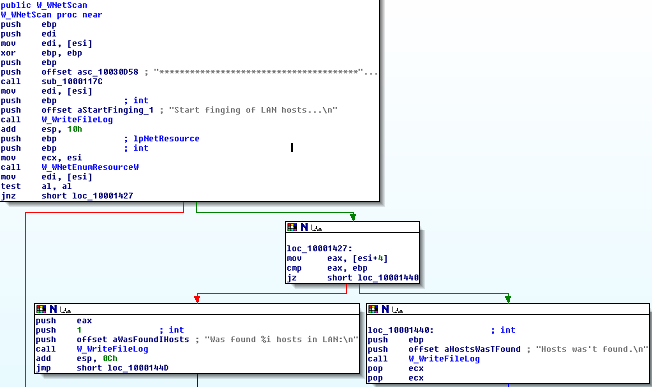 public W_WNetScan
W_WNetScan proc near
push ebp
push edi
mov edi, [esi]
xor ebp, ebp
push ebp
push offset asc_10030D58 ; "***************************************"...
call sub_1000117C
mov edi, [esi]
push ebp ; int
push offset aStartFinging_1 ; "Start finging of LAN hosts...\n"
call W_WriteFileLog
add esp, 10h
push ebp ; lpNetResource
push ebp ; int
mov ecx, esi
call W_WNetEnumResourceW
mov edi, [esi]
test al, al
jnz short loc_10001427
loc_10001427:
mov eax, [esi+4]
cmp eax, ebp
jz short loc_10001440
push eax
push 1 ; int
push offset aWasFoundIHosts ; "Was found %i hosts in LAN:\n"
call W_WriteFileLog
add esp, 0Ch
jmp short loc_1000144D
loc_10001440: ; int
push ebp
push offset aHostsWasTFound ; "Hosts was't found.\n"
call W_WriteFileLog
pop ecx
pop ecx